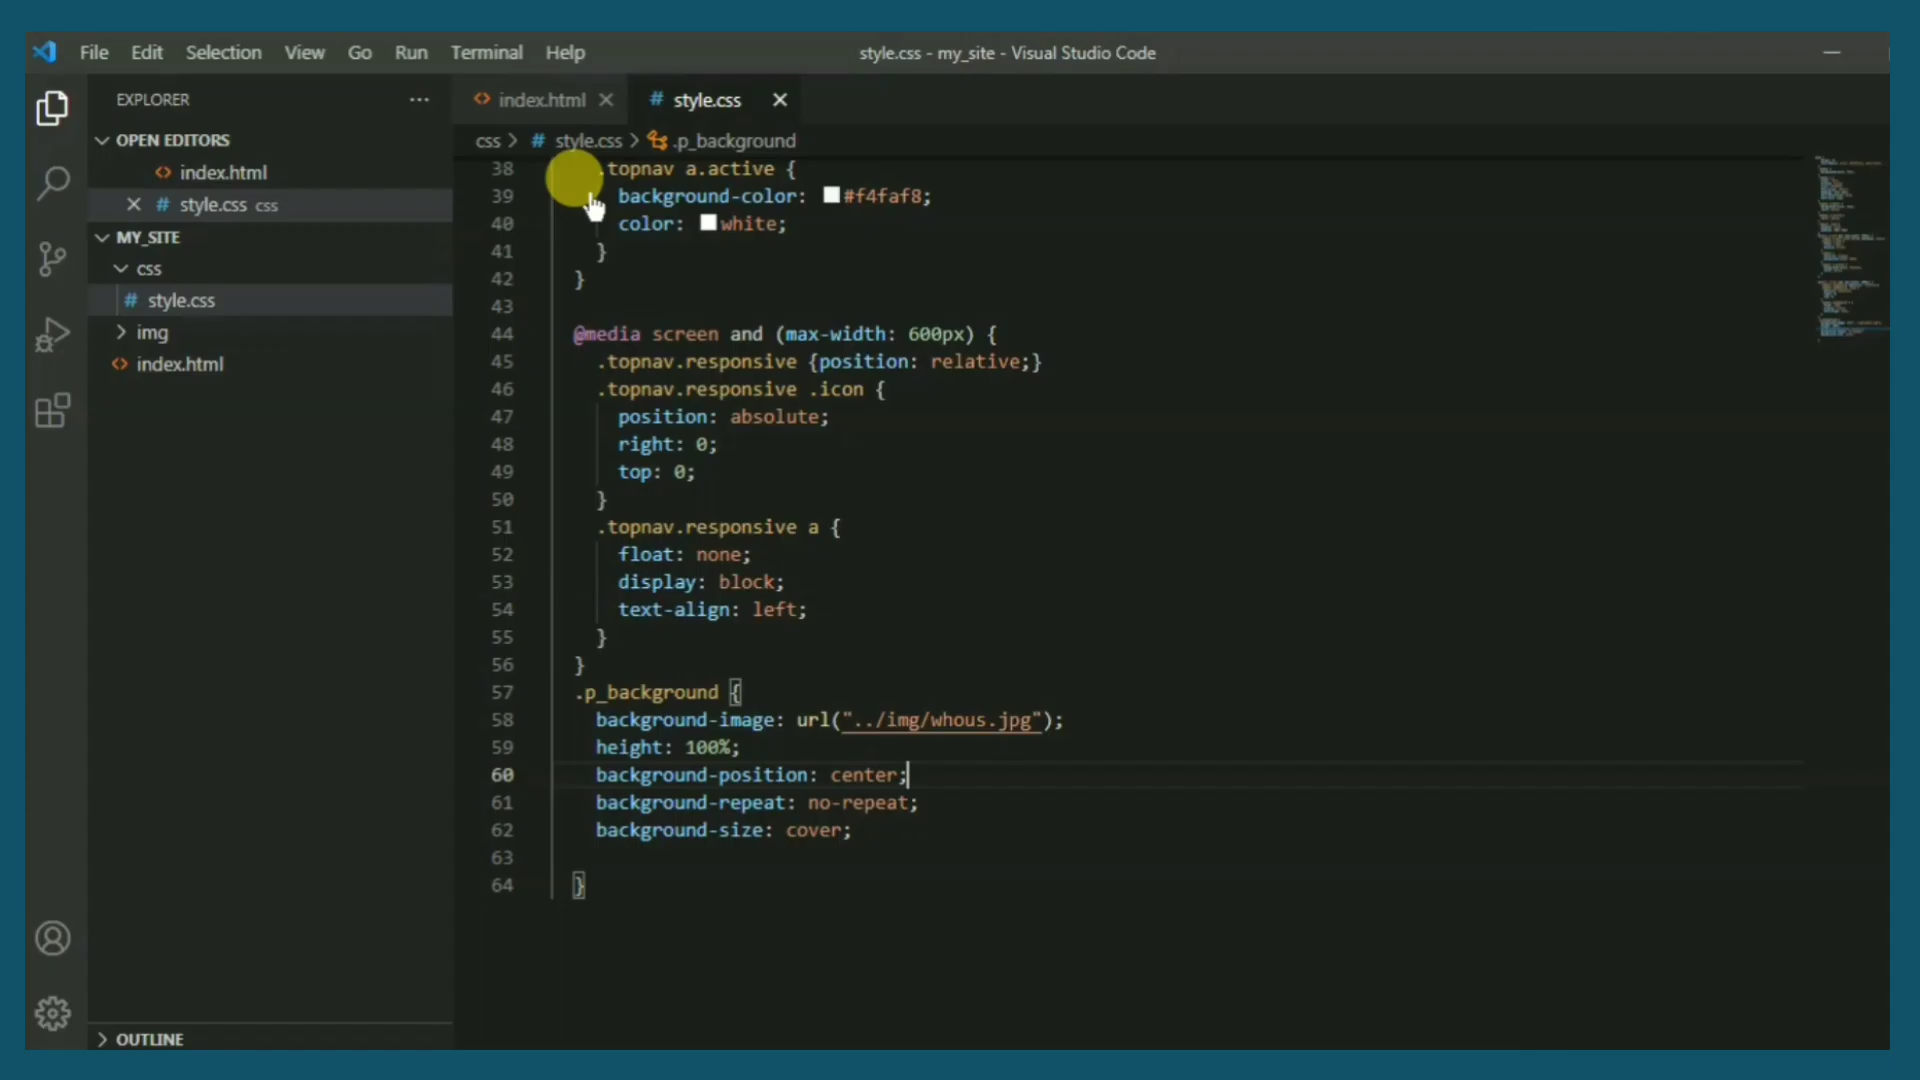 File Edit Selection View Go Run Terminal Help style.css - my_site - Visual Studio Code
EXPLORER ···
OPEN EDITORS
index.html
style.css css
MY_SITE
css
style.css
img
index.html
OUTLINE
index.html
style.css
css > # style.css > .p_background
38 .topnav a.active {
39 background-color: #f4faf8;
40 color: white;
41 }
42 }
43
44 @media screen and (max-width: 600px) {
45 .topnav.responsive {position: relative;}
46 .topnav.responsive .icon {
47 position: absolute;
48 right: 0;
49 top: 0;
50 }
51 .topnav.responsive a {
52 float: none;
53 display: block;
54 text-align: left;
55 }
56 }
57 .p_background {
58 background-image: url("../img/whous.jpg");
59 height: 100%;
60 background-position: center;
61 background-repeat: no-repeat;
62 background-size: cover;
63
64 }